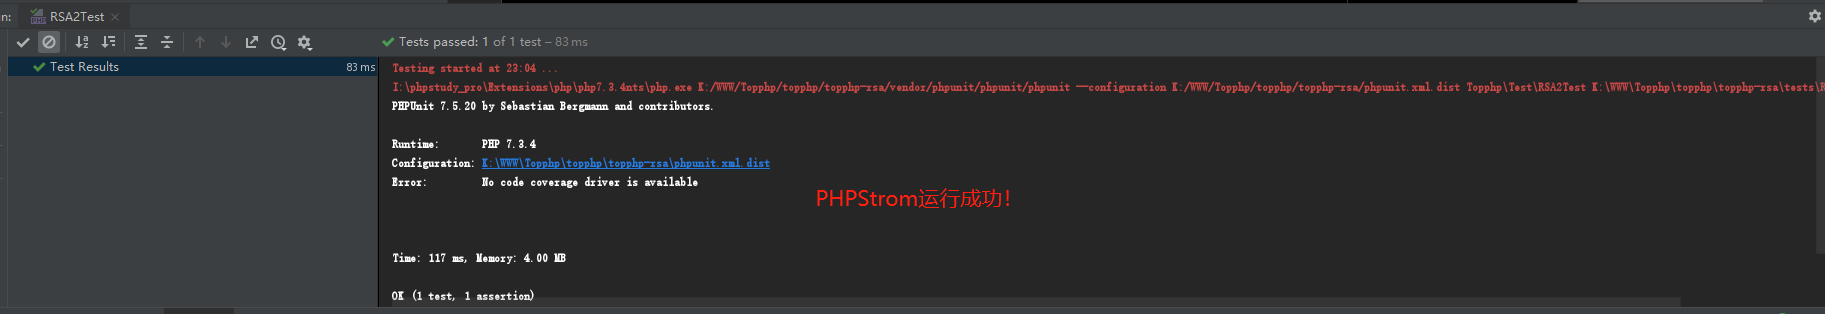 n: RSA2Test ×
Tests passed: 1 of 1 test – 83 ms
Test Results 83 ms
Testing started at 23:04 ...
I:\phpstudy_pro\Extensions\php\php7.3.4nts\php.exe K:/WWW/Topphp/topphp/topphp-rsa/vendor/phpunit/phpunit/phpunit --configuration K:/WWW/Topphp/topphp/topphp-rsa/phpunit.xml.dist Topphp\Test\RSA2Test K:\WWW\Topphp\topphp\topphp-rsa\tests\R
PHPUnit 7.5.20 by Sebastian Bergmann and contributors.
Runtime: PHP 7.3.4
Configuration: K:\WWW\Topphp\topphp\topphp-rsa\phpunit.xml.dist
Error: No code coverage driver is available
PHPStrom运行成功！
Time: 117 ms, Memory: 4.00 MB
OK (1 test, 1 assertion)